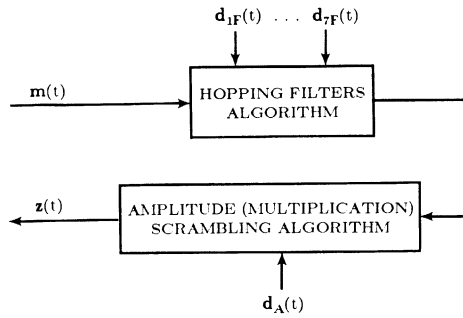 d1F(t) . . . d7F(t)
m(t)
HOPPING FILTERS
ALGORITHM
z(t)
AMPLITUDE (MULTIPLICATION)
SCRAMBLING ALGORITHM
dA(t)